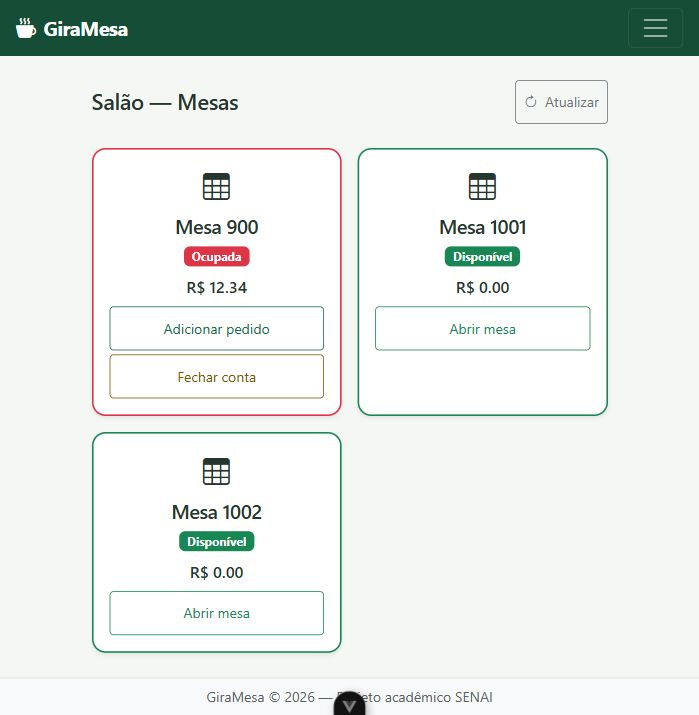 GiraMesa
Salão — Mesas
Atualizar
Mesa 900
Ocupada
R$ 12.34
Adicionar pedido
Fechar conta
Mesa 1001
Disponível
R$ 0.00
Abrir mesa
Mesa 1002
Disponível
R$ 0.00
Abrir mesa
GiraMesa © 2026 — acadêmico SENAI